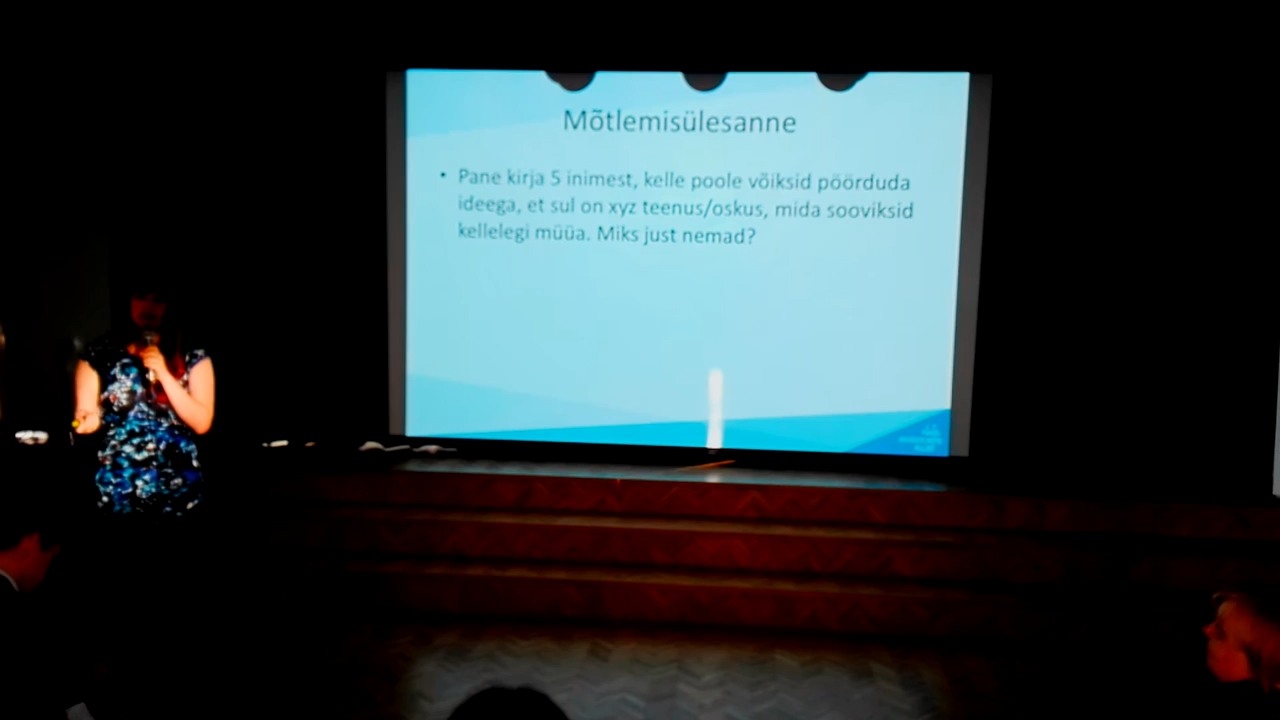 Mõtlemisülesanne
• Pane kirja 5 inimest, kelle poole võiksid pöörduda
ideega, et sul on xyz teenus/oskus, mida sooviksid
kellelegi müüa. Miks just nemad?